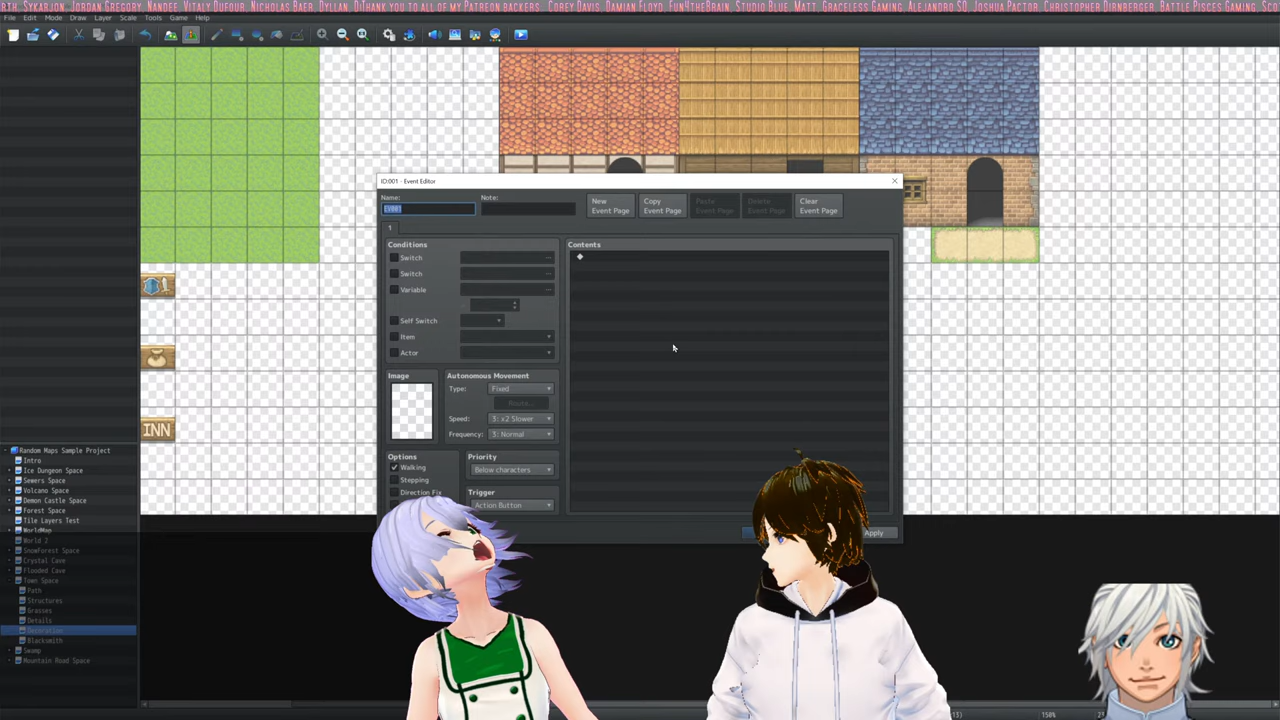 rth Sykarjon, Jordan Gregory, Nandee, Vitaly Dufour, Nicholas Baer, Dyllan, D!Thank you to all of my Patreon backers, Corey Davis, Damian Floyd, Fun4TheBrain, Studio Blue, Matt, Graceless Gaming, Alejandro SQ, Joshua Pactor, Christopher Dirnberger, Battle Pisces Gaming, Sco
File Edit Mode Draw Layer Scale Tools Game Help
ID:001 - Event Editor
Name:
EV001
Note:
New
Event Page
Copy
Event Page
Paste
Event Page
Delete
Event Page
Clear
Event Page
1
Conditions
Switch
Switch
Variable
Self Switch
Item
Actor
Contents
Image
Autonomous Movement
Type: Fixed
Route...
Speed: 3: x2 Slower
Frequency: 3: Normal
Options
Walking
Stepping
Direction Fix
Priority
Below characters
Trigger
Action Button
Apply
INN
Random Maps Sample Project
Intro
Ice Dungeon Space
Sewers Space
Volcano Space
Demon Castle Space
Forest Space
Tile Layers Test
WorldMap
World 2
SnowForest Space
Crystal Cave
Flooded Cave
Town Space
Path
Structures
Grasses
Details
Decoration
Blacksmith
Swamp
Mountain Road Space
13)
150%